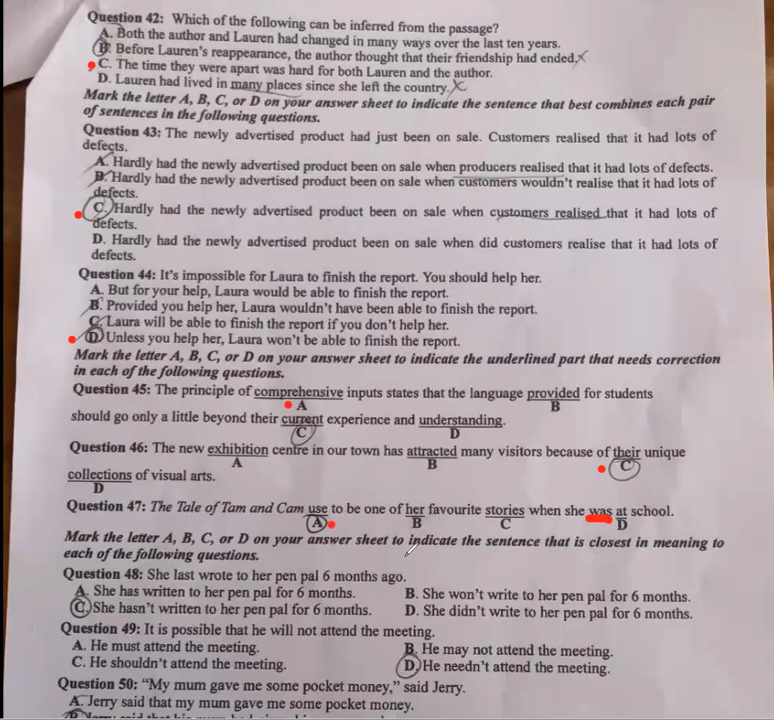 Question 42: Which of the following can be inferred from the passage?
A. Both the author and Lauren had changed in many ways over the last ten years.
B. Before Lauren's reappearance, the author thought that their friendship had ended.
C. The time they were apart was hard for both Lauren and the author.
D. Lauren had lived in many places since she left the country.
Mark the letter A, B, C, or D on your answer sheet to indicate the sentence that best combines each pair
of sentences in the following questions.
Question 43: The newly advertised product had just been on sale. Customers realised that it had lots of
defects.
A. Hardly had the newly advertised product been on sale when producers realised that it had lots of defects.
B. Hardly had the newly advertised product been on sale when customers wouldn't realise that it had lots of
defects.
C. Hardly had the newly advertised product been on sale when customers realised that it had lots of
defects.
D. Hardly had the newly advertised product been on sale when did customers realise that it had lots of
defects.
Question 44: It's impossible for Laura to finish the report. You should help her.
A. But for your help, Laura would be able to finish the report.
B. Provided you help her, Laura wouldn't have been able to finish the report.
C. Laura will be able to finish the report if you don't help her.
D. Unless you help her, Laura won't be able to finish the report.
Mark the letter A, B, C, or D on your answer sheet to indicate the underlined part that needs correction
in each of the following questions.
Question 45: The principle of comprehensive inputs states that the language provided for students
A B
should go only a little beyond their current experience and understanding.
C D
Question 46: The new exhibition centre in our town has attracted many visitors because of their unique
A B C
collections of visual arts.
D
Question 47: The Tale of Tam and Cam use to be one of her favourite stories when she was at school.
A B C D
Mark the letter A, B, C, or D on your answer sheet to indicate the sentence that is closest in meaning to
each of the following questions.
Question 48: She last wrote to her pen pal 6 months ago.
A. She has written to her pen pal for 6 months. B. She won't write to her pen pal for 6 months.
C. She hasn't written to her pen pal for 6 months. D. She didn't write to her pen pal for 6 months.
Question 49: It is possible that he will not attend the meeting.
A. He must attend the meeting. B. He may not attend the meeting.
C. He shouldn't attend the meeting. D. He needn't attend the meeting.
Question 50: "My mum gave me some pocket money," said Jerry.
A. Jerry said that my mum gave me some pocket money.